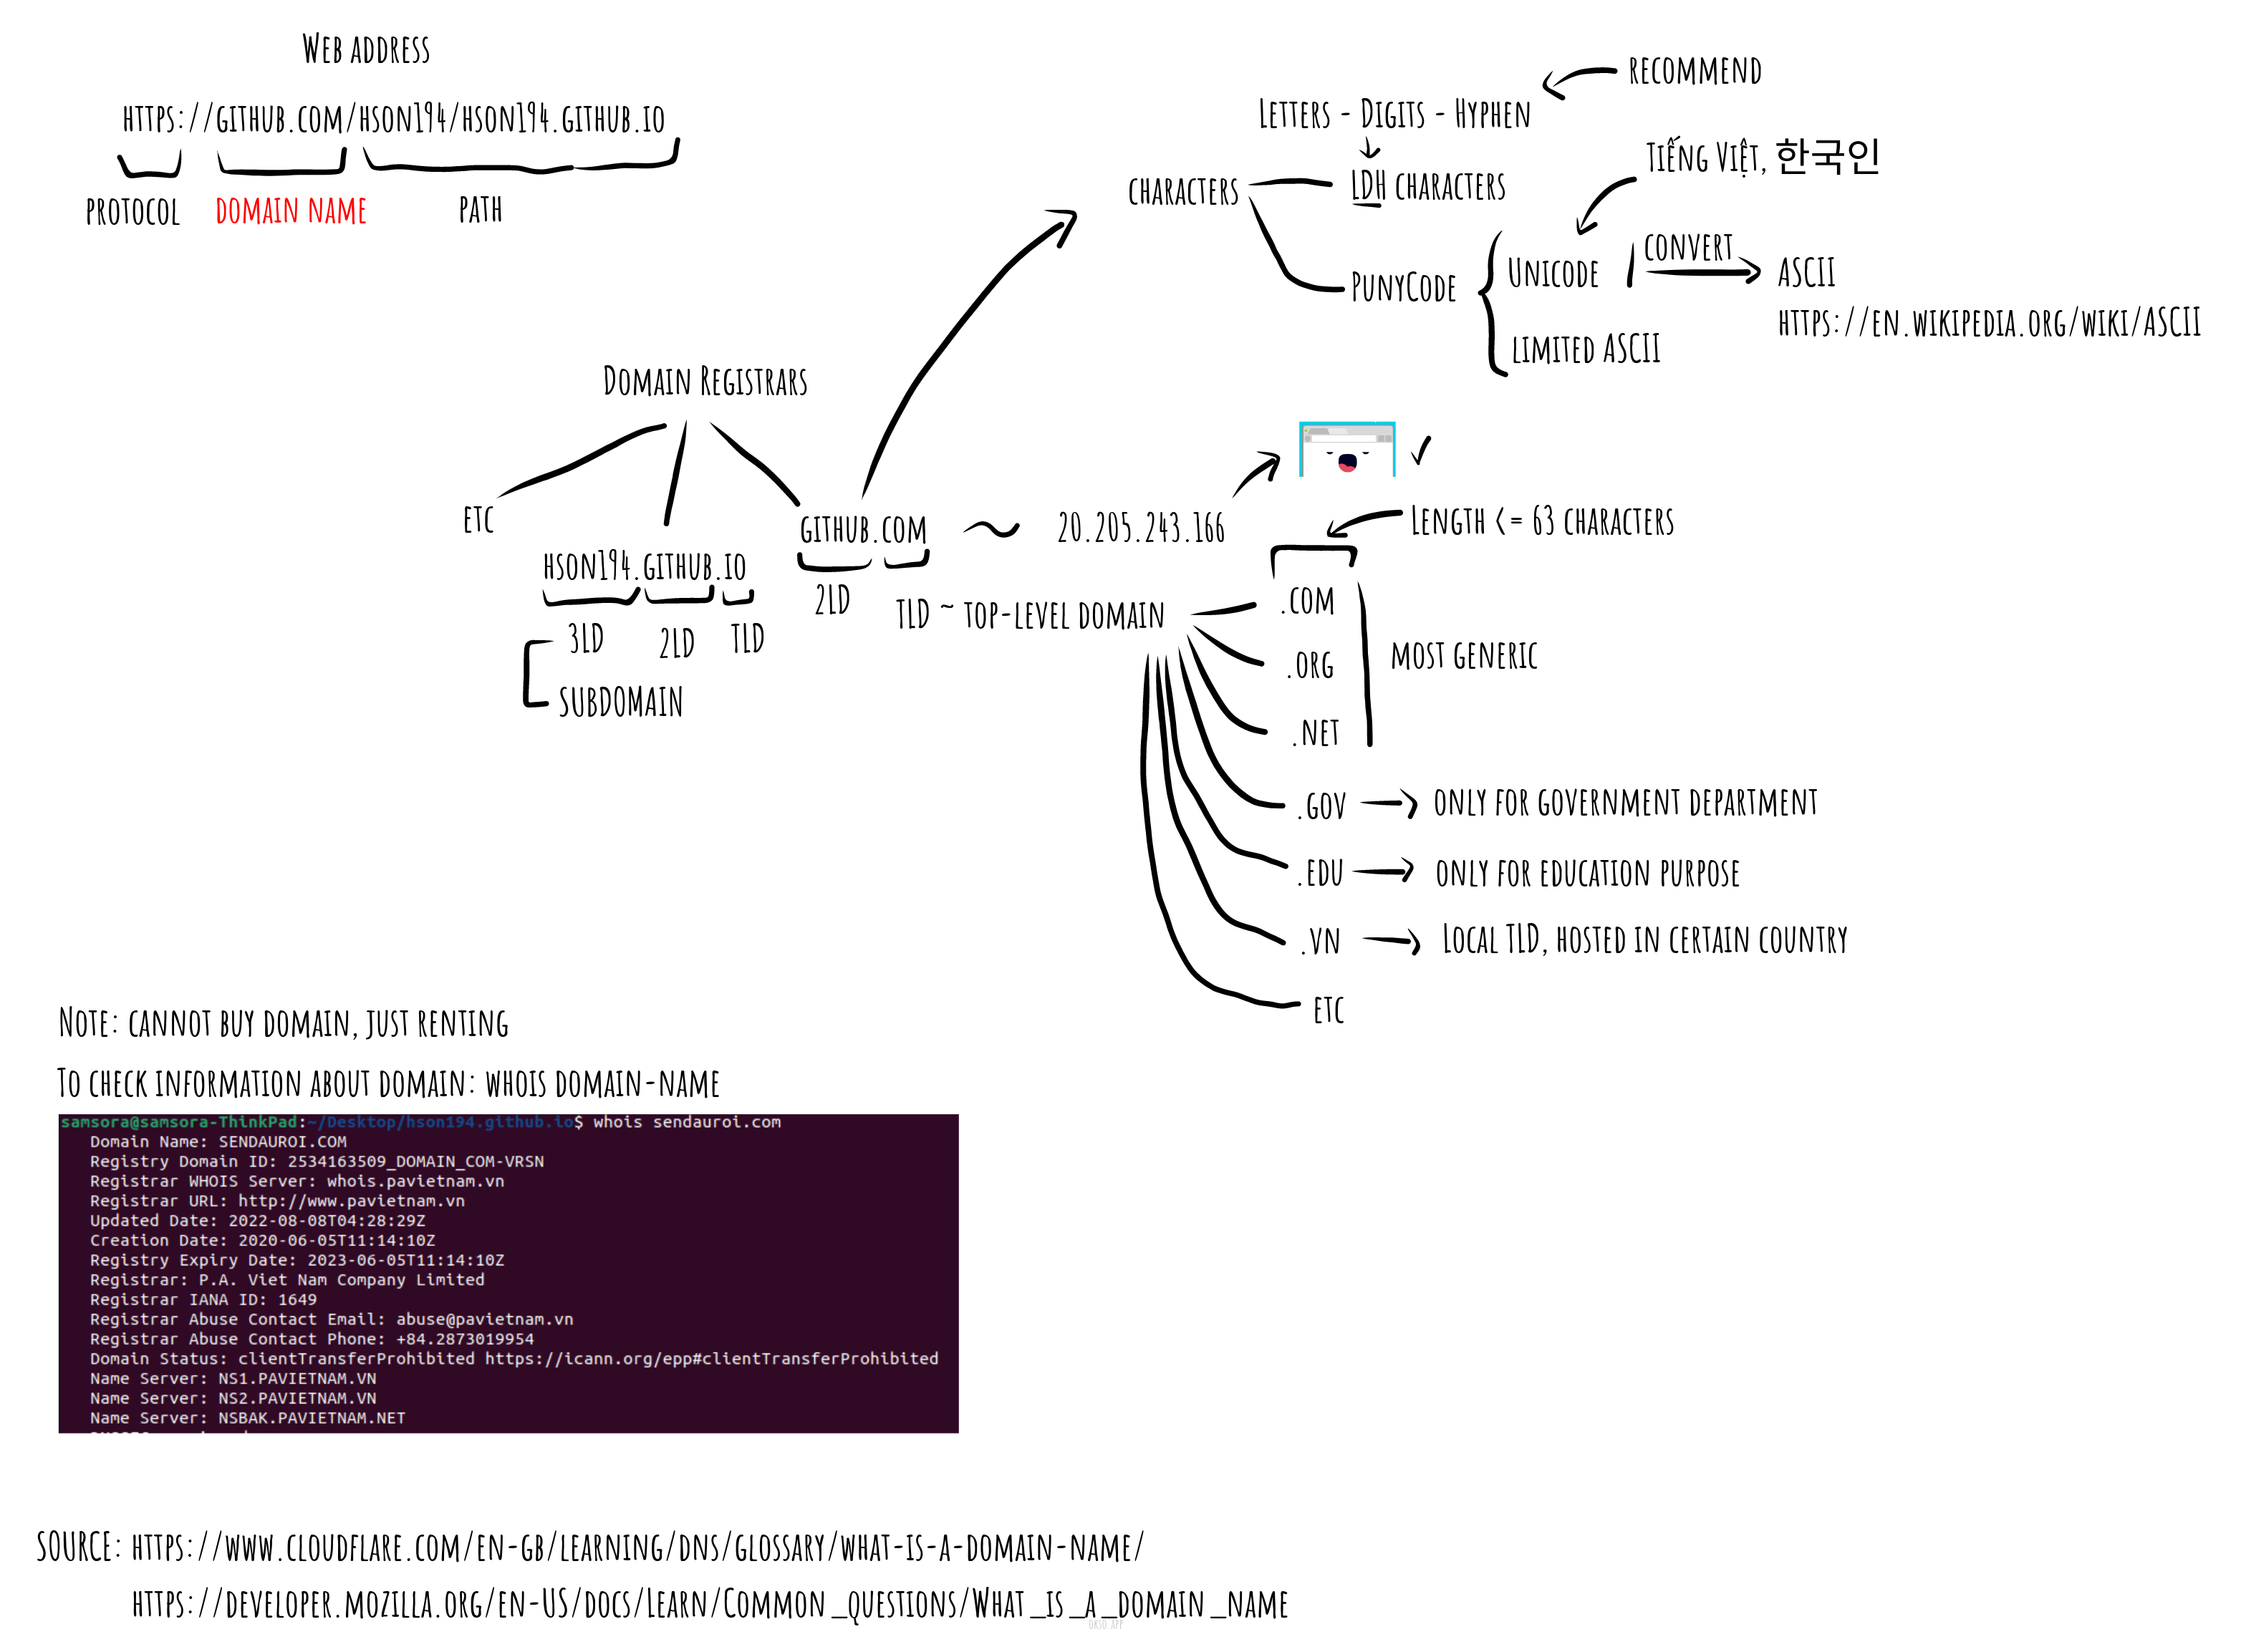 Web address
https://github.com/hson194/hson194.github.io
protocol
domain name
path
recommend
Letters - Digits - Hyphen
Tiếng Việt, 한국인
characters
LDH characters
PunyCode
Unicode
convert
ASCII
https://en.wikipedia.org/wiki/ASCII
limited ASCII
Domain Registrars
etc
hson194.github.io
3LD
2LD
TLD
subdomain
github.com
~
20.205.243.166
2LD
TLD ~ top-level domain
Length <= 63 characters
.com
.org
.net
most generic
.gov
only for government department
.edu
only for education purpose
.vn
Local TLD, hosted in certain country
etc
Note: cannot buy domain, just renting
To check information about domain: whois domain-name
samsora@samsora-ThinkPad:~/Desktop/hson194.github.io$ whois sendauroi.com
Domain Name: SENDAUROI.COM
Registry Domain ID: 2534163509_DOMAIN_COM-VRSN
Registrar WHOIS Server: whois.pavietnam.vn
Registrar URL: http://www.pavietnam.vn
Updated Date: 2022-08-08T04:28:29Z
Creation Date: 2020-06-05T11:14:10Z
Registry Expiry Date: 2023-06-05T11:14:10Z
Registrar: P.A. Viet Nam Company Limited
Registrar IANA ID: 1649
Registrar Abuse Contact Email: abuse@pavietnam.vn
Registrar Abuse Contact Phone: +84.2873019954
Domain Status: clientTransferProhibited https://icann.org/epp#clientTransferProhibited
Name Server: NS1.PAVIETNAM.VN
Name Server: NS2.PAVIETNAM.VN
Name Server: NSBAK.PAVIETNAM.NET
SOURCE: https://www.cloudflare.com/en-gb/learning/dns/glossary/what-is-a-domain-name/
https://developer.mozilla.org/en-US/docs/Learn/Common_questions/What_is_a_domain_name
okso.app